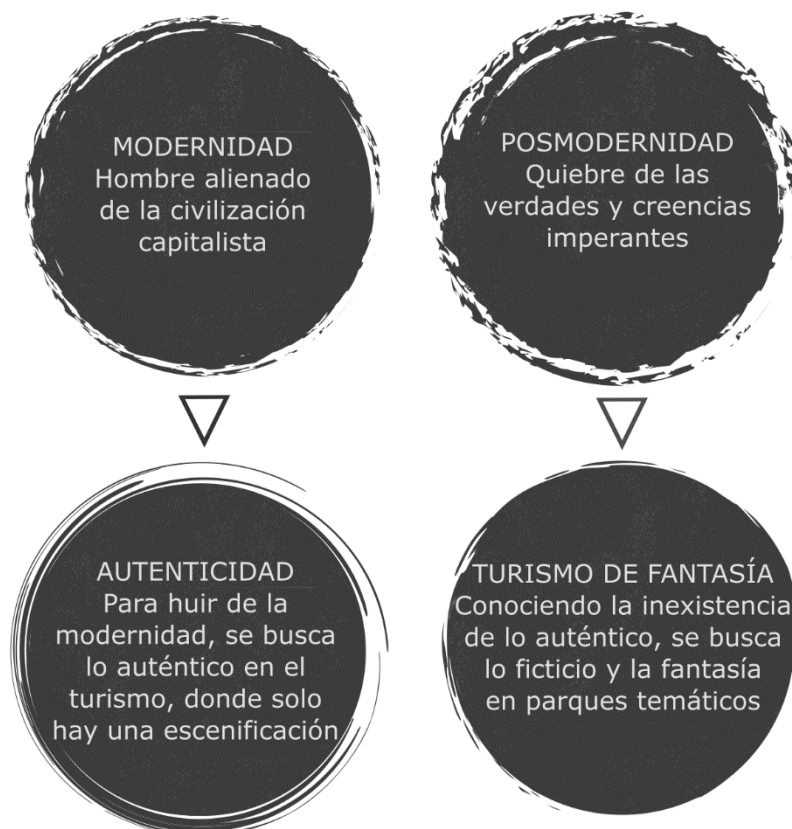 MODERNIDAD
Hombre alienado
de la civilización
capitalista
POSMODERNIDAD
Quiebre de las
verdades y creencias
imperantes
AUTENTICIDAD
Para huir de la
modernidad, se busca
lo auténtico en el
turismo, donde solo
hay una escenificación
TURISMO DE FANTASÍA
Conociendo la inexistencia
de lo auténtico, se busca
lo ficticio y la fantasía
en parques temáticos